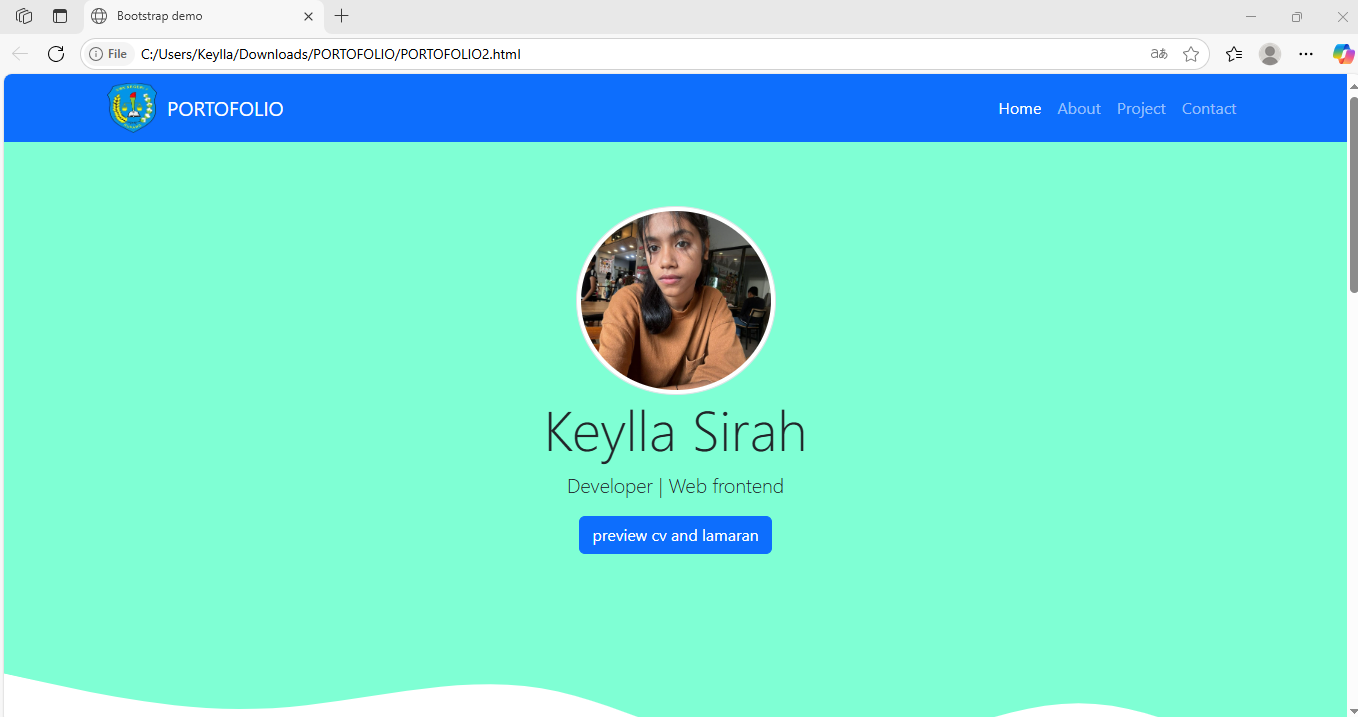 Bootstrap demo
File C:/Users/Keylla/Downloads/PORTOFOLIO/PORTOFOLIO2.html
PORTOFOLIO Home About Project Contact
Keylla Sirah
Developer | Web frontend
preview cv and lamaran